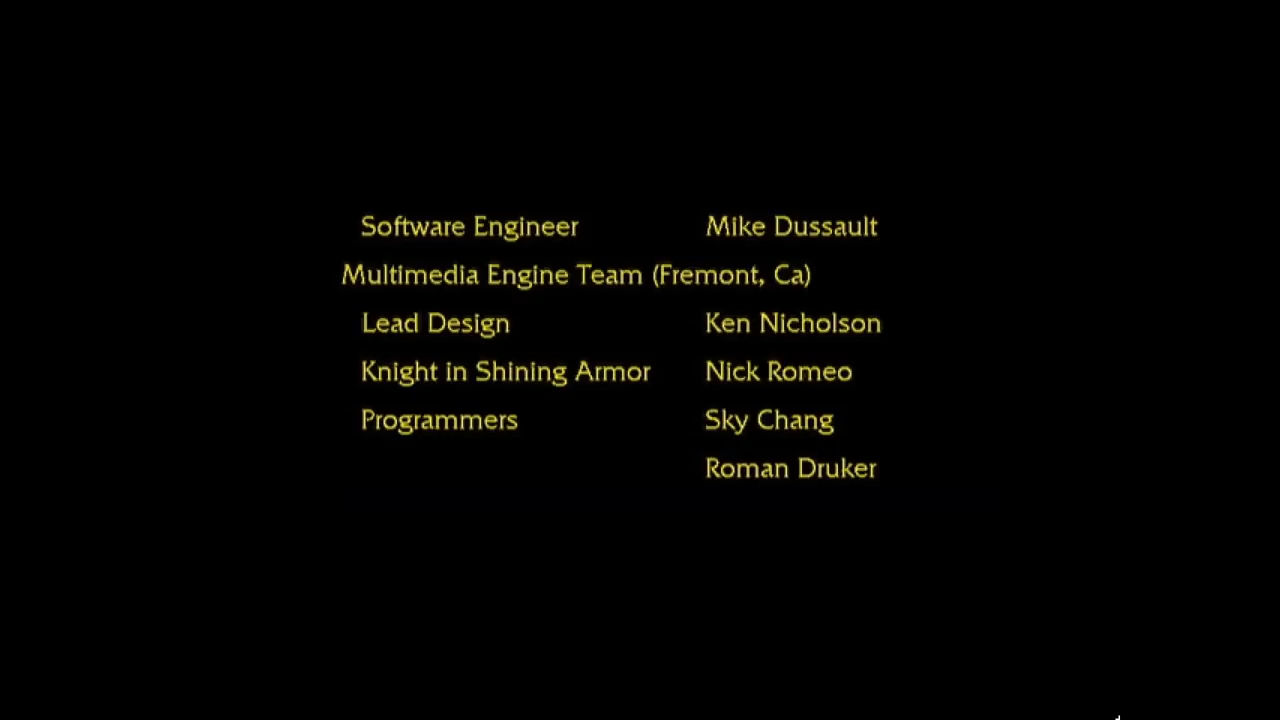 Software Engineer Mike Dussault
Multimedia Engine Team (Fremont, Ca)
Lead Design Ken Nicholson
Knight in Shining Armor Nick Romeo
Programmers Sky Chang
Roman Druker